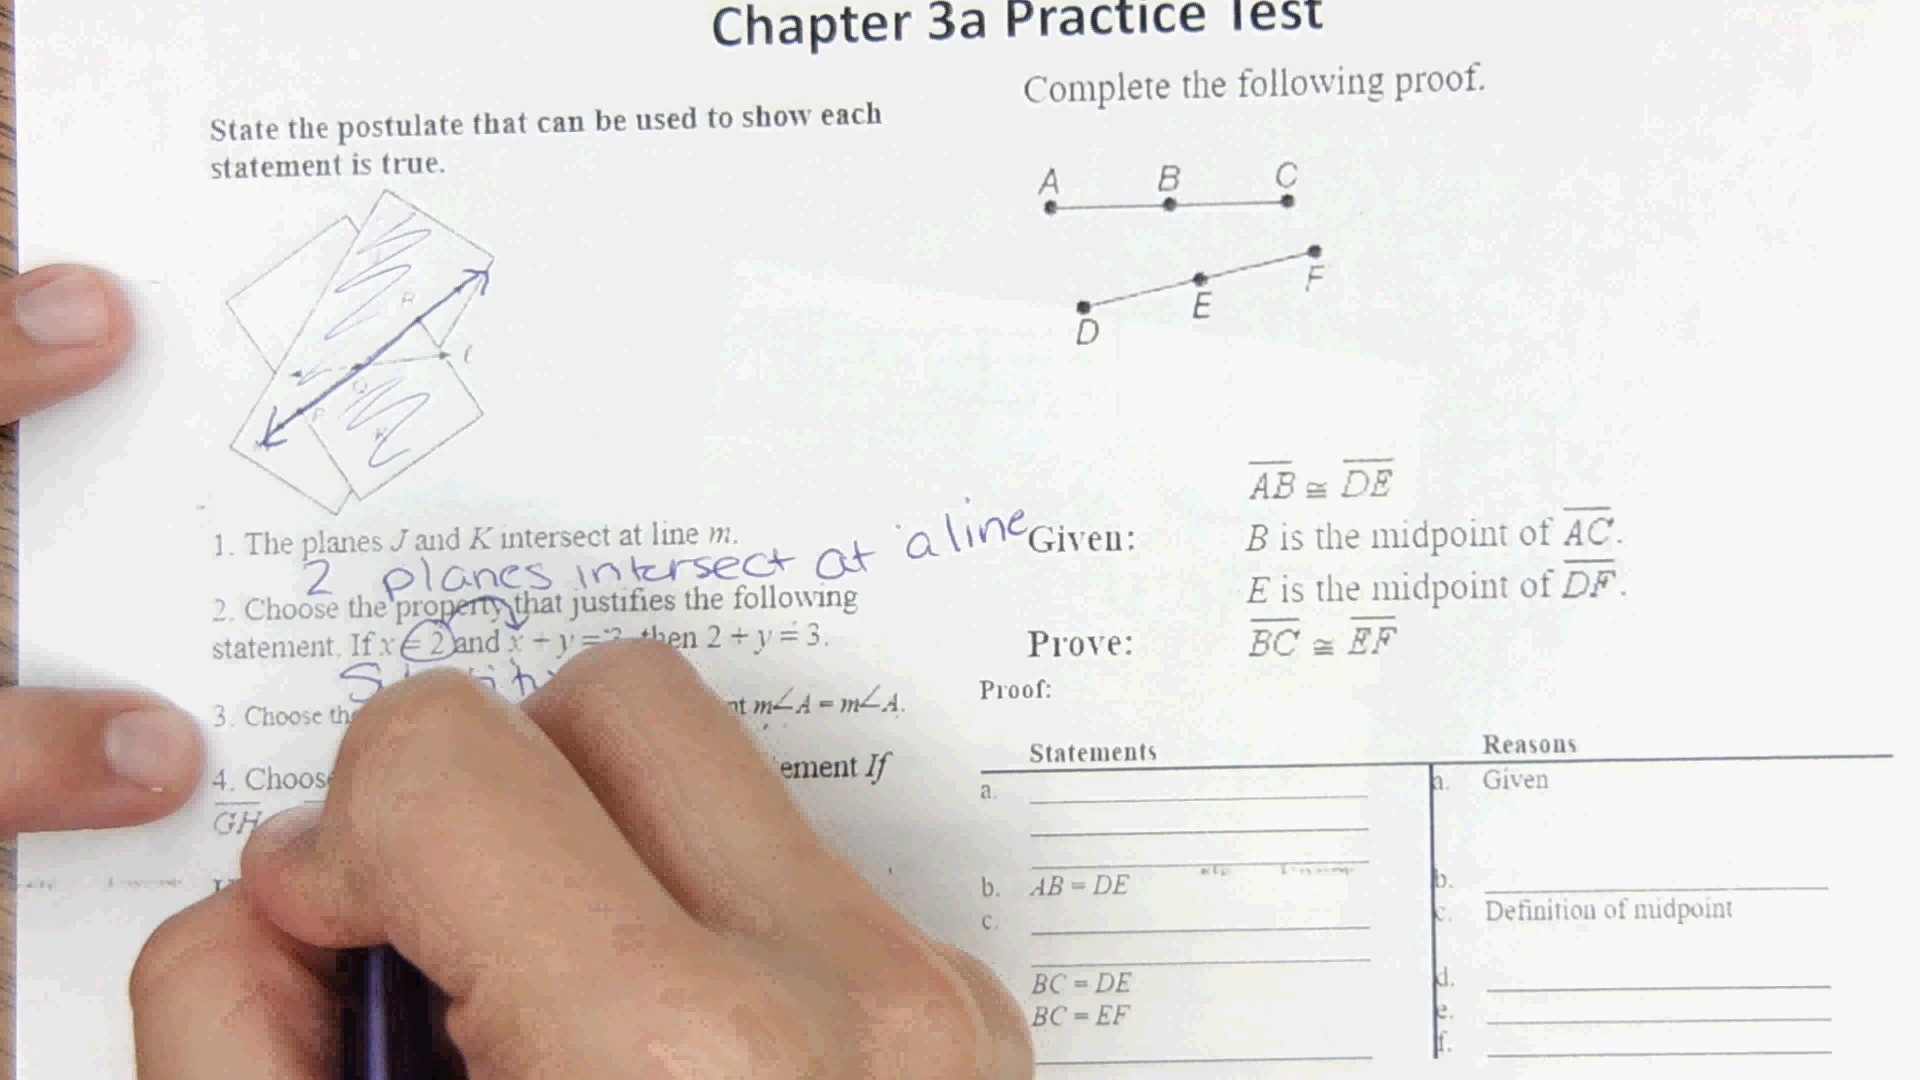 Chapter 3a Practice Test
State the postulate that can be used to show each
statement is true.
1. The planes J and K intersect at line m.
2 planes intersect at a line
2. Choose the property that justifies the following
statement. If x = 2 and x + y = then 2 + y = 3.
3. Choose the m∠A = m∠A.
4. Choose If
GH
Complete the following proof.
A B C
D E F
Given:
AB ≅ DE
B is the midpoint of AC.
E is the midpoint of DF.
Prove: BC ≅ EF
Proof:
Statements Reasons
a. Given
b. AB = DE b.
c. c. Definition of midpoint
BC = DE d.
BC = EF e.
f.